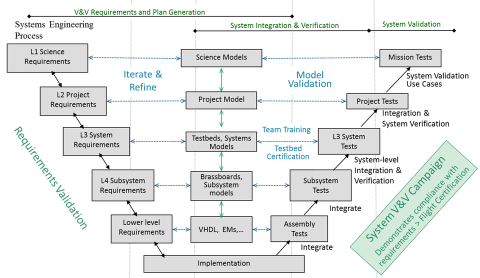 V&V Requirements and Plan Generation
System Integration & Verification
System Validation
Systems Engineering
Process
L1 Science
Requirements
Science Models
Mission Tests
Iterate &
Refine
Model
Validation
System Validation
Use Cases
L2 Project
Requirements
Project Model
Project Tests
Integration &
System Verification
L3 System
Requirements
Testbeds, Systems
Models
Team Training
Testbed
Certification
L3 System
Tests
System-level
Integration &
Verification
L4 Subsystem
Requirements
Brassboards,
Subsystem
models
Subsystem
Tests
Integrate
Lower level
Requirements
VHDL, EMs,...
Assembly
Tests
Integrate
Implementation
Requirements Validation
System V&V Campaign
Demonstrates compliance with
requirements > Flight Certification